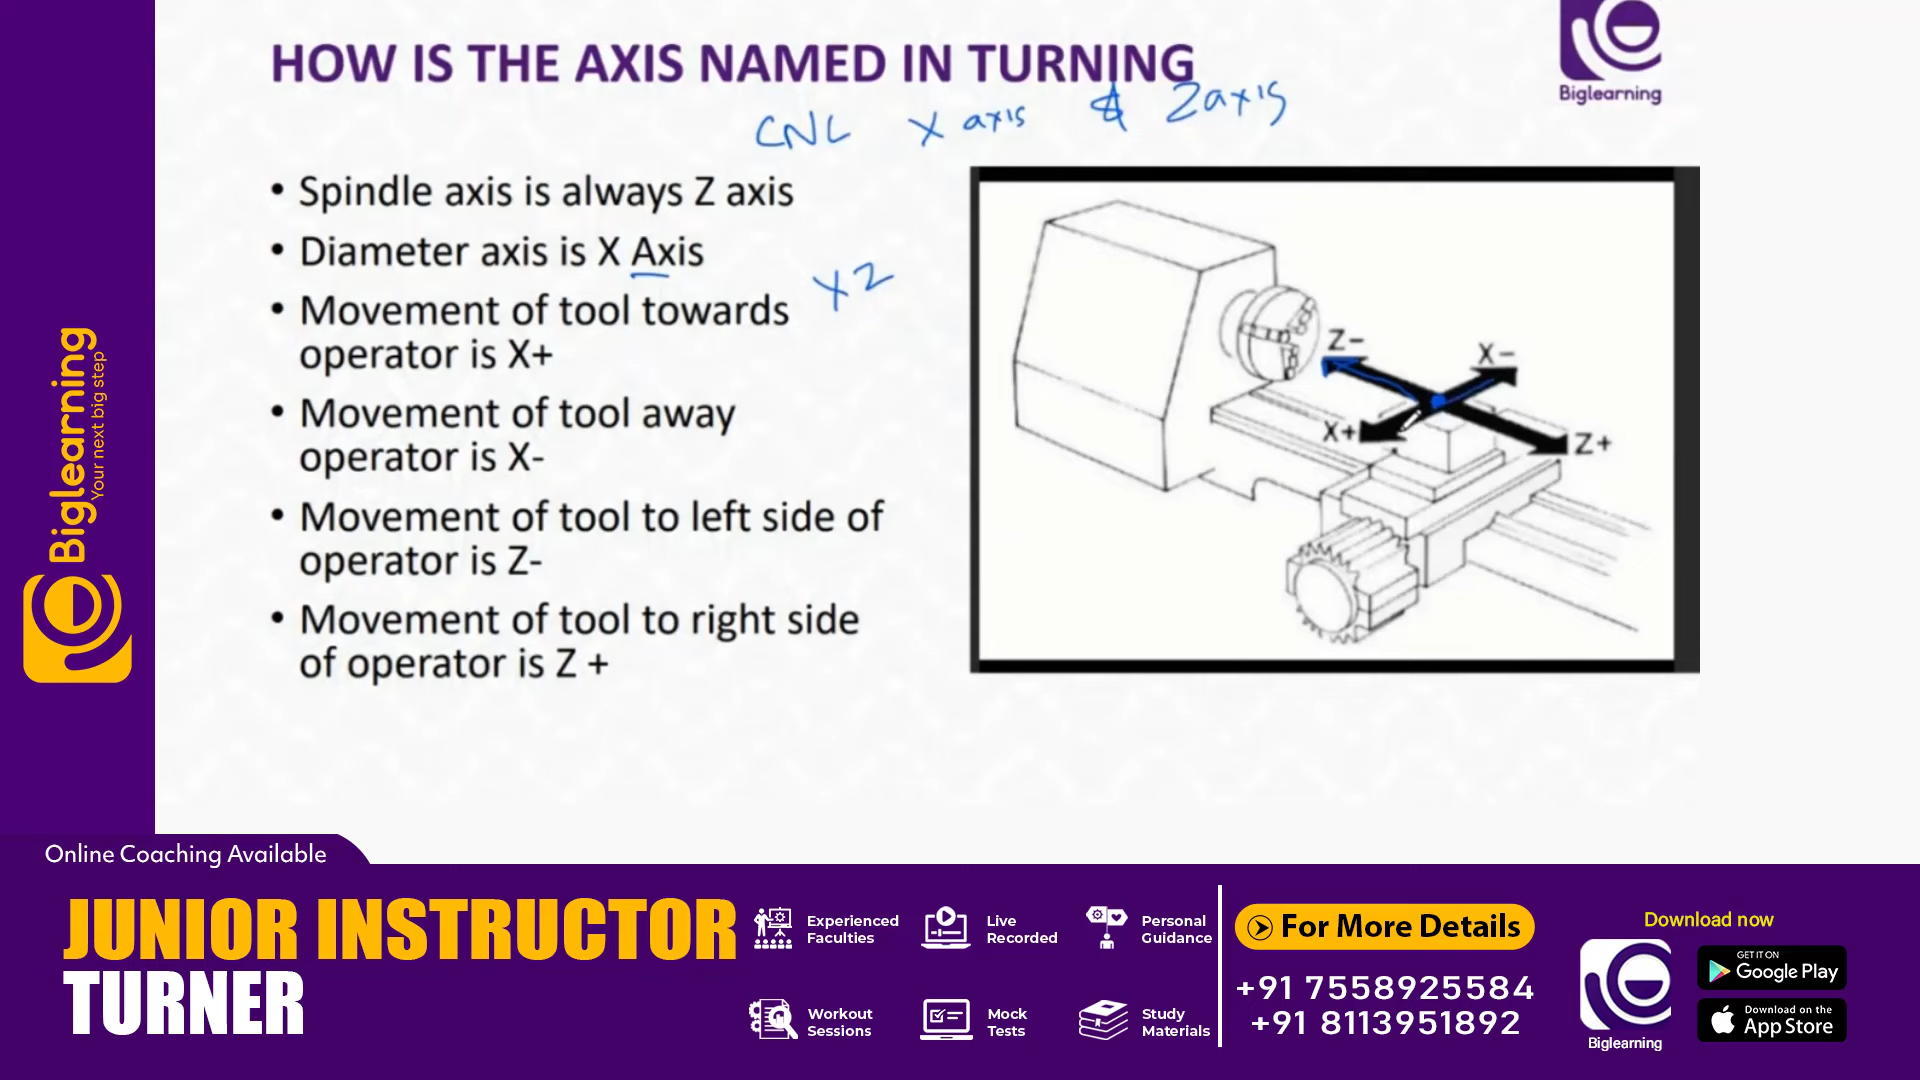 HOW IS THE AXIS NAMED IN TURNING
CNC X axis & Z axis
Biglearning
• Spindle axis is always Z axis
• Diameter axis is X Axis
X Z
• Movement of tool towards
operator is X+
• Movement of tool away
operator is X-
• Movement of tool to left side of
operator is Z-
• Movement of tool to right side
of operator is Z +
Z-
X-
X+
Z+
Biglearning
Your next big step
Online Coaching Available
JUNIOR INSTRUCTOR
TURNER
Experienced
Faculties
Live
Recorded
Personal
Guidance
Workout
Sessions
Mock
Tests
Study
Materials
For More Details
+91 7558925584
+91 8113951892
Download now
Biglearning
GET IT ON
Google Play
Download on the
App Store